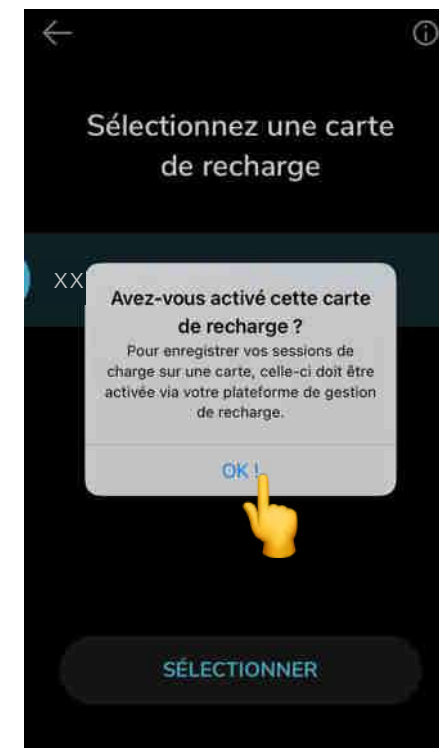 Sélectionnez une carte
de recharge
XX
Avez-vous activé cette carte
de recharge ?
Pour enregistrer vos sessions de
charge sur une carte, celle-ci doit être
activée via votre plateforme de gestion
de recharge.
OK !
SÉLECTIONNER